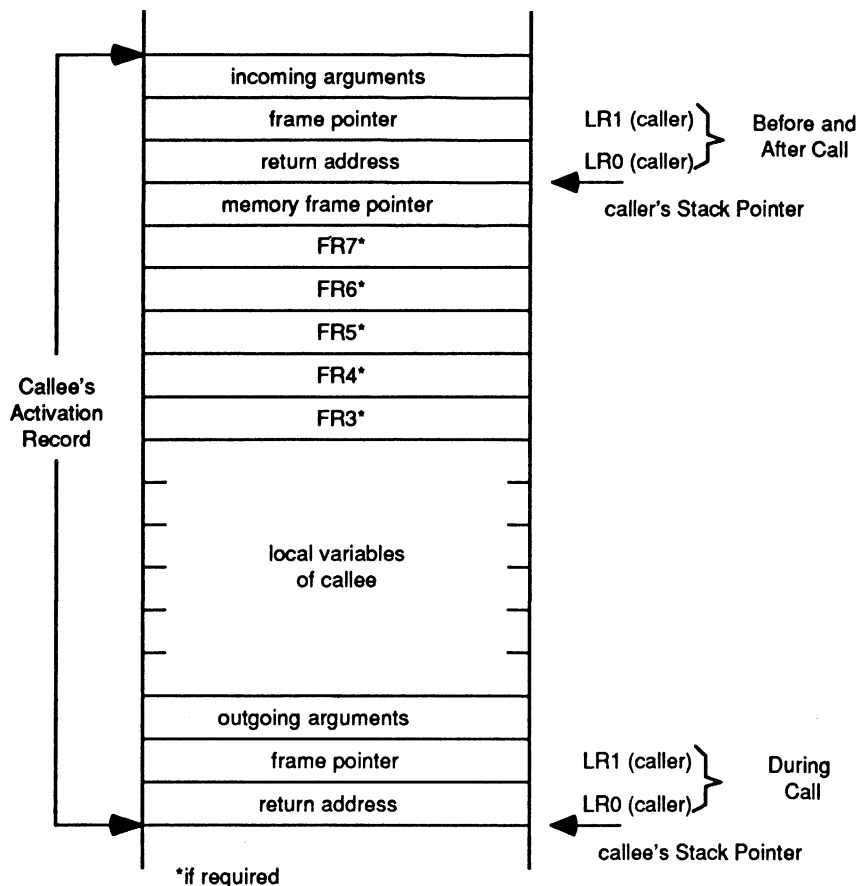 incoming arguments
frame pointer
LR1 (caller)
Before and
After Call
return address
LR0 (caller)
memory frame pointer
caller's Stack Pointer
FR7*
FR6*
FR5*
FR4*
FR3*
Callee's
Activation
Record
local variables
of callee
outgoing arguments
frame pointer
LR1 (caller)
During
Call
return address
LR0 (caller)
callee's Stack Pointer
*if required